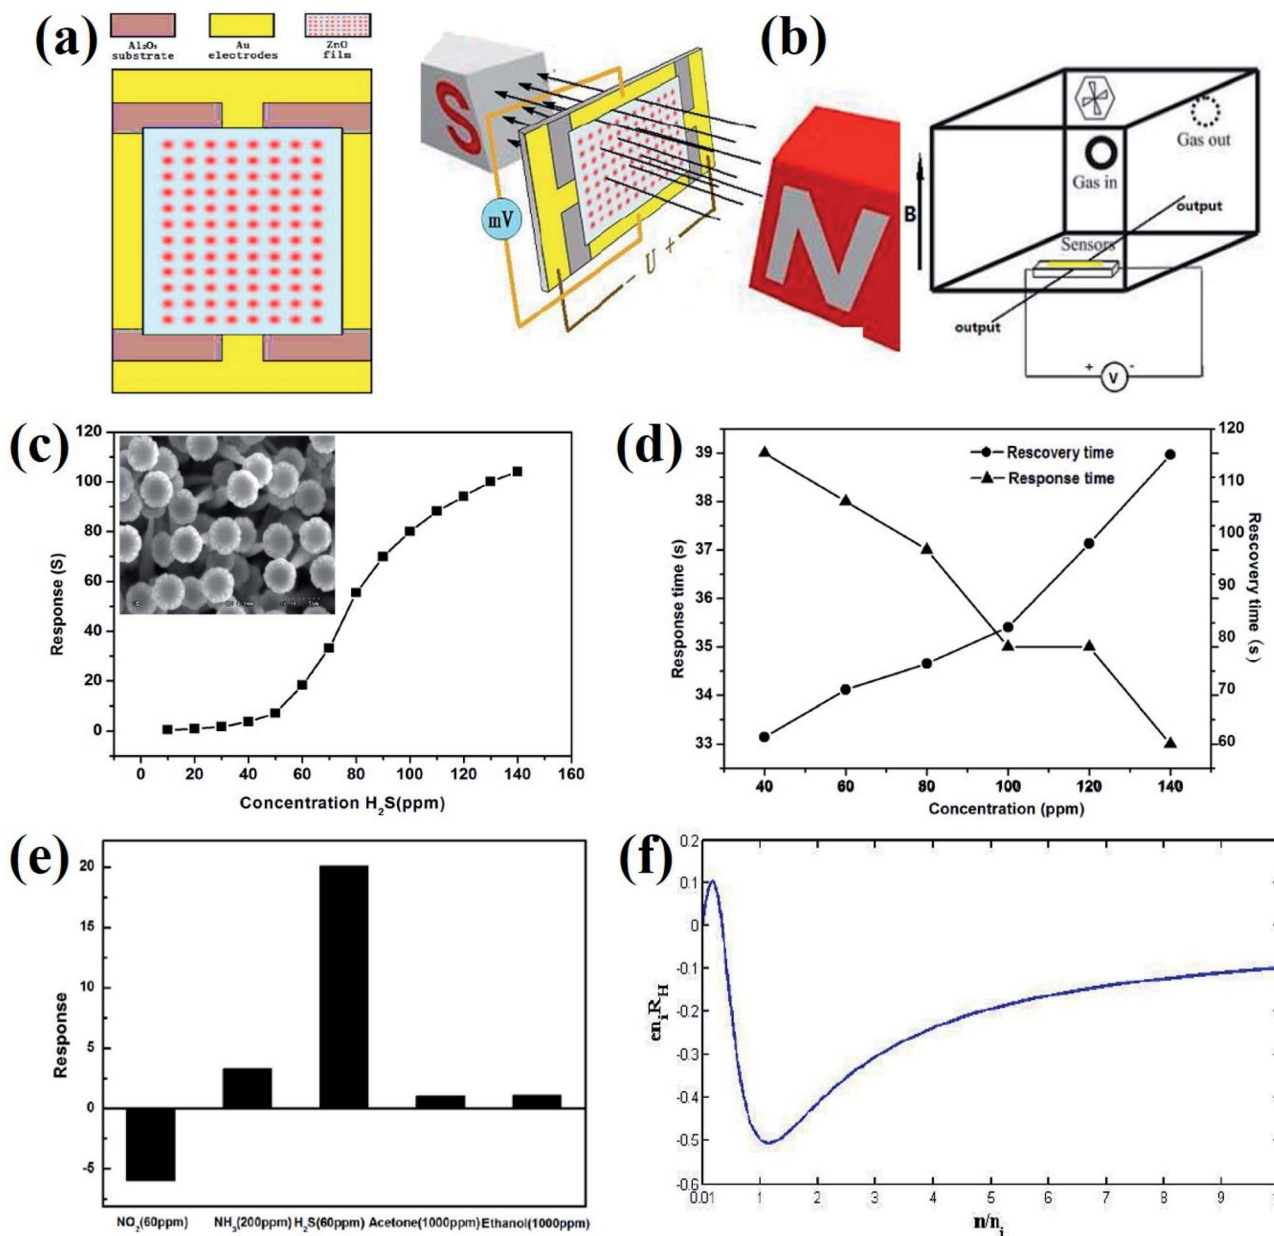 (a)
Al₂O₃
substrate
Au
electrodes
ZnO
film
S
mV
- U +
N
(b)
Gas out
Gas in
B
output
Sensors
output
+ V -
(c)
120
100
80
60
40
20
0
Response (S)
0 20 40 60 80 100 120 140 160
Concentration H₂S(ppm)
(d)
39
38
37
36
35
34
33
Response time (s)
Rescovery time
Response time
120
110
100
90
80
70
60
Rescovery time (s)
40 60 80 100 120 140
Concentration (ppm)
(e)
20
15
10
5
0
-5
Response
NO₂(60ppm) NH₃(200ppm) H₂S(60ppm) Acetone(1000ppm) Ethanol(1000ppm)
(f)
0.2
0.1
0
-0.1
-0.2
-0.3
-0.4
-0.5
-0.6
enᵢR_H
0.01 1 2 3 4 5 6 7 8 9
n/nᵢ